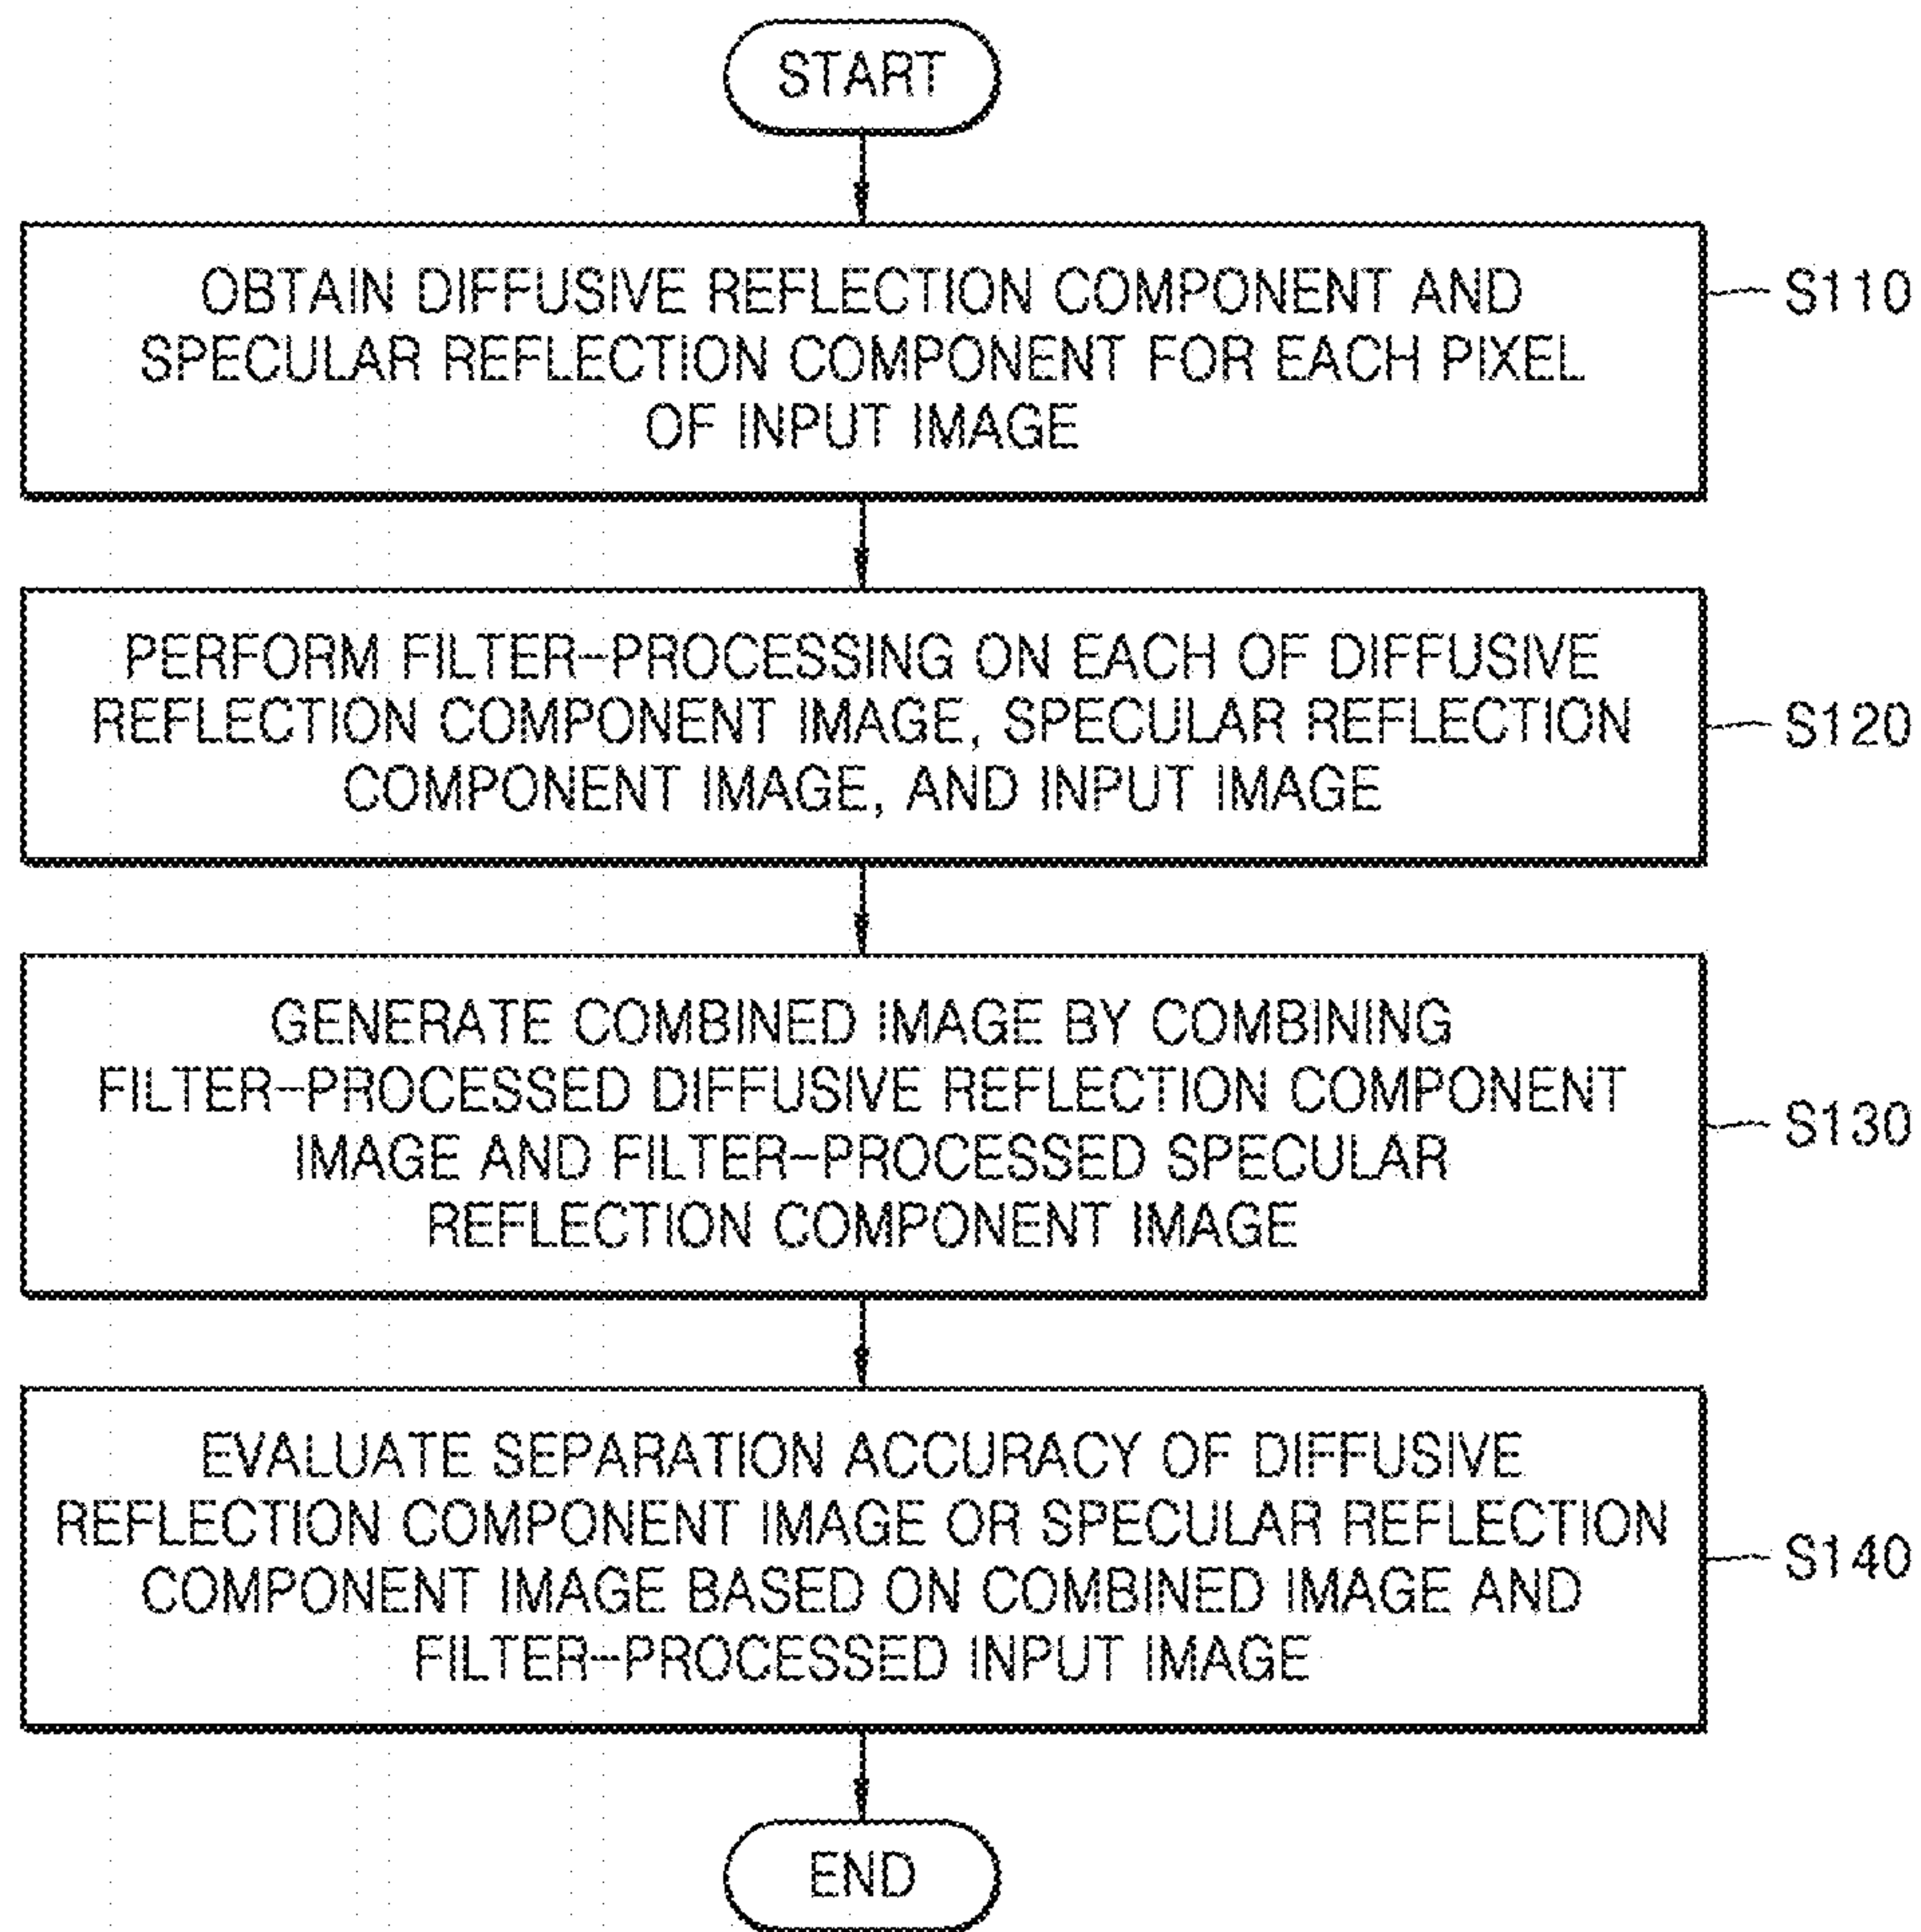 START
OBTAIN DIFFUSIVE REFLECTION COMPONENT AND
SPECULAR REFLECTION COMPONENT FOR EACH PIXEL
OF INPUT IMAGE
S110
PERFORM FILTER-PROCESSING ON EACH OF DIFFUSIVE
REFLECTION COMPONENT IMAGE, SPECULAR REFLECTION
COMPONENT IMAGE, AND INPUT IMAGE
S120
GENERATE COMBINED IMAGE BY COMBINING
FILTER-PROCESSED DIFFUSIVE REFLECTION COMPONENT
IMAGE AND FILTER-PROCESSED SPECULAR
REFLECTION COMPONENT IMAGE
S130
EVALUATE SEPARATION ACCURACY OF DIFFUSIVE
REFLECTION COMPONENT IMAGE OR SPECULAR REFLECTION
COMPONENT IMAGE BASED ON COMBINED IMAGE AND
FILTER-PROCESSED INPUT IMAGE
S140
END